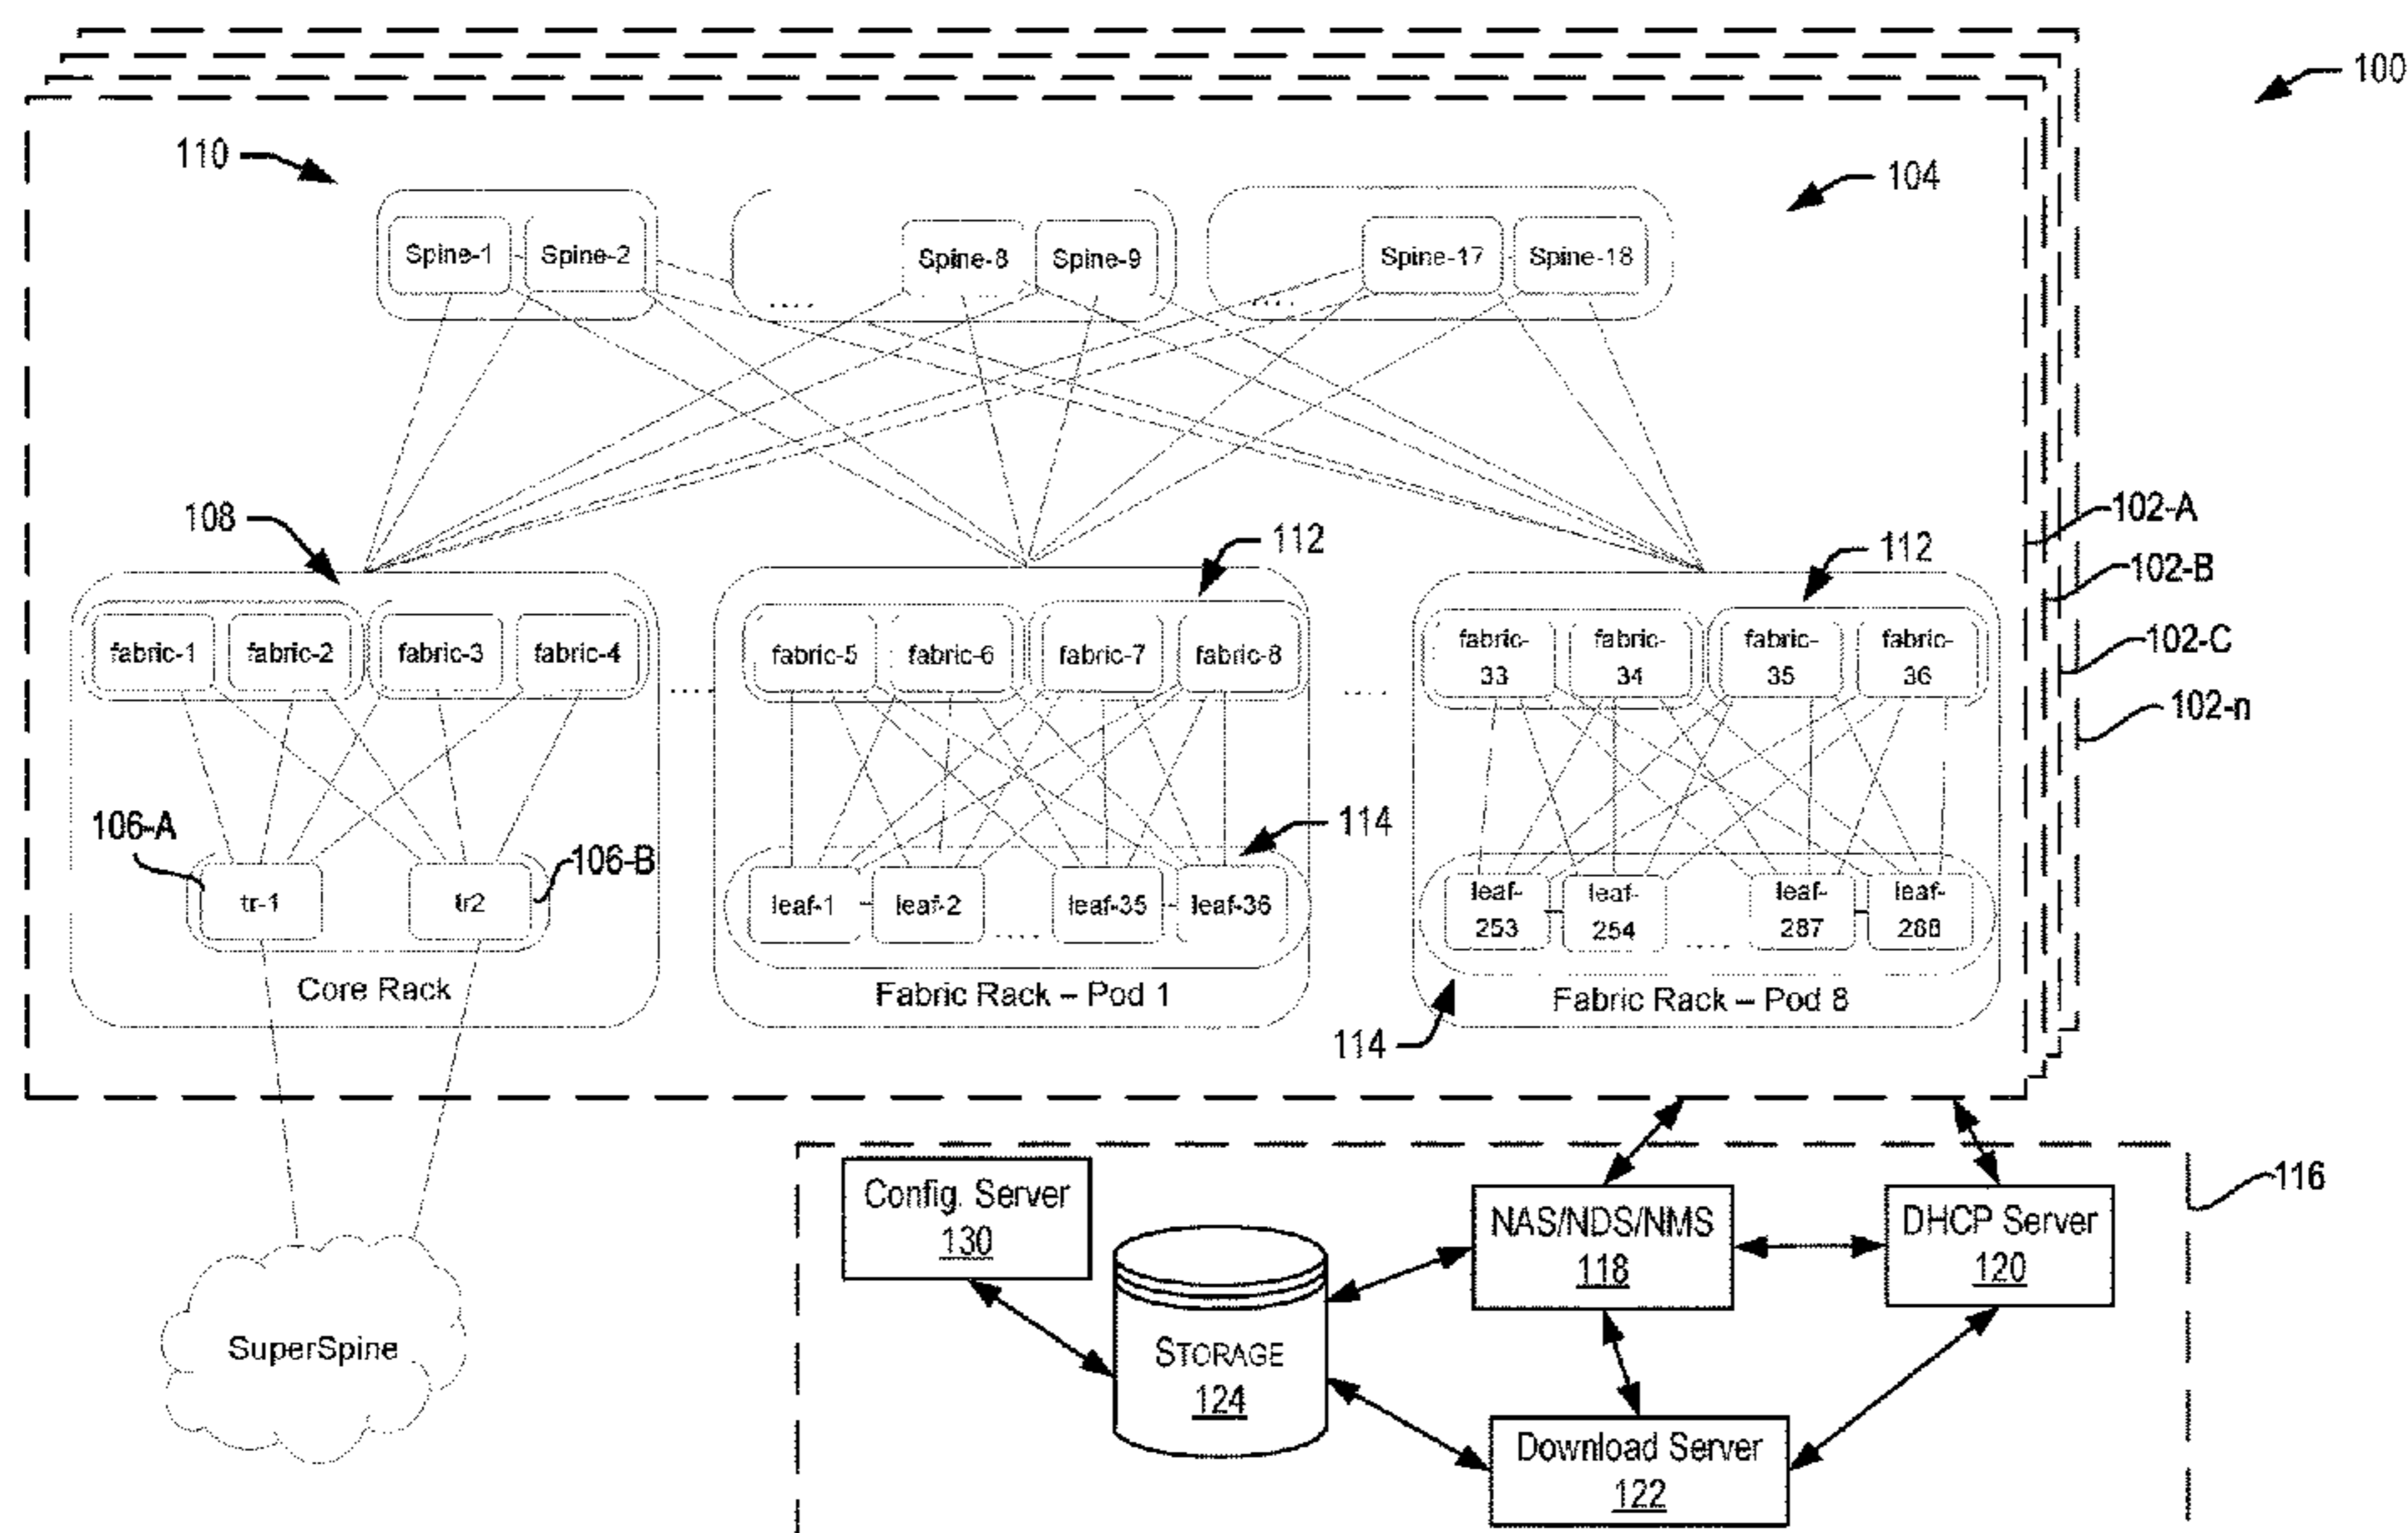 100
110
104
Spine-1
Spine-2
....
Spine-8
Spine-9
....
Spine-17
Spine-18
108
112
112
102-A
102-B
102-C
102-n
fabric-1
fabric-2
fabric-3
fabric-4
....
fabric-5
fabric-6
fabric-7
fabric-8
....
fabric-
33
fabric-
34
fabric-
35
fabric-
36
106-A
106-B
tr-1
tr2
Core Rack
114
leaf-1
leaf-2
....
leaf-35
leaf-36
Fabric Rack – Pod 1
leaf-
253
leaf-
254
....
leaf-
287
leaf-
288
Fabric Rack – Pod 8
114
116
SuperSpine
Config. Server
130
STORAGE
124
NAS/NDS/NMS
118
DHCP Server
120
Download Server
122